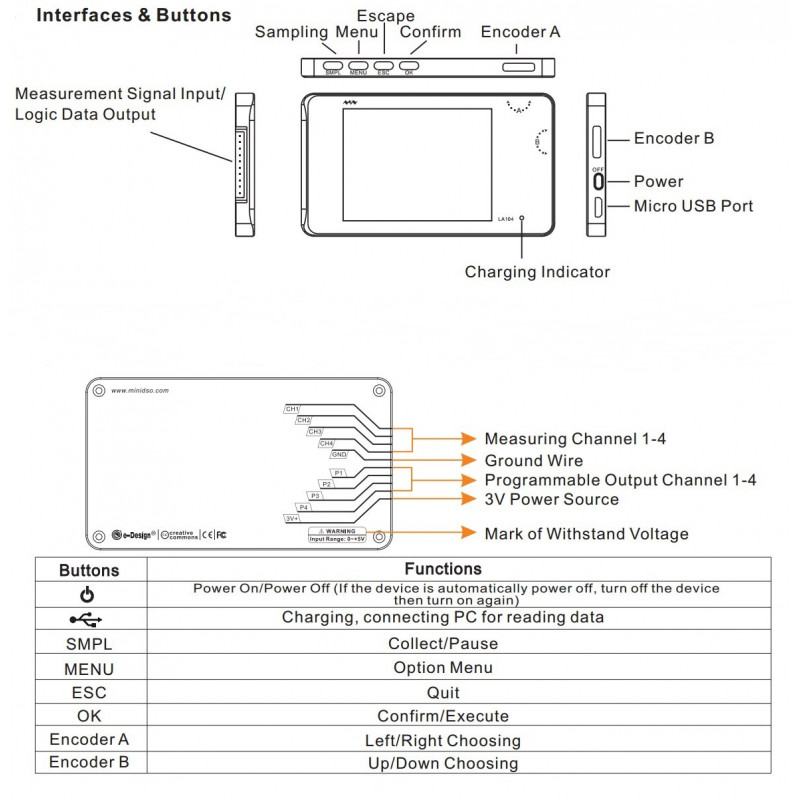 Interfaces & Buttons
Escape
Sampling Menu Confirm Encoder A
SMPL MENU ESC OK
Measurement Signal Input/
Logic Data Output
A
B
LA104
Encoder B
OFF
Power
Micro USB Port
Charging Indicator
www.minidso.com
CH1
CH2
CH3
CH4
GND
P1
P2
P3
P4
3V+
Measuring Channel 1-4
Ground Wire
Programmable Output Channel 1-4
3V Power Source
Mark of Withstand Voltage
e-Design® creative commons CE FC
WARNING
Input Range: 0~+5V
Buttons Functions
Power On/Power Off (If the device is automatically power off, turn off the device
then turn on again)
Charging, connecting PC for reading data
SMPL Collect/Pause
MENU Option Menu
ESC Quit
OK Confirm/Execute
Encoder A Left/Right Choosing
Encoder B Up/Down Choosing